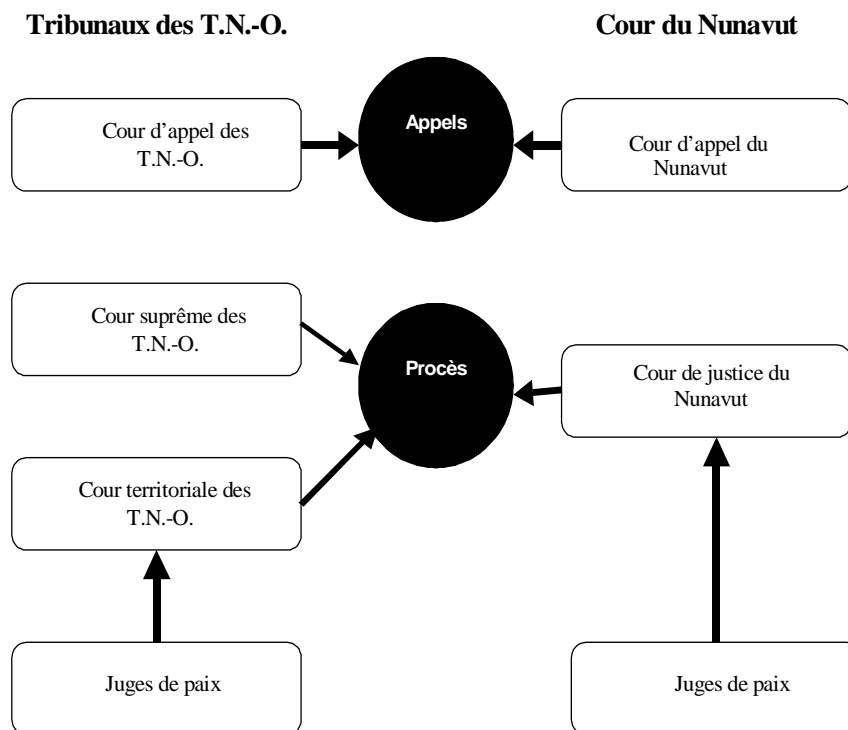 Tribunaux des T.N.-O.
Cour du Nunavut
Cour d'appel des
T.N.-O.
Appels
Cour d'appel du
Nunavut
Cour suprême des
T.N.-O.
Procès
Cour de justice du
Nunavut
Cour territoriale des
T.N.-O.
Juges de paix
Juges de paix